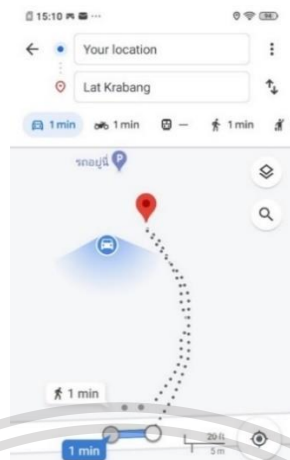 15:10
Your location
Lat Krabang
1 min 1 min — 1 min
รถอยู่นี่ P
1 min
1 min
20 ft
5 m